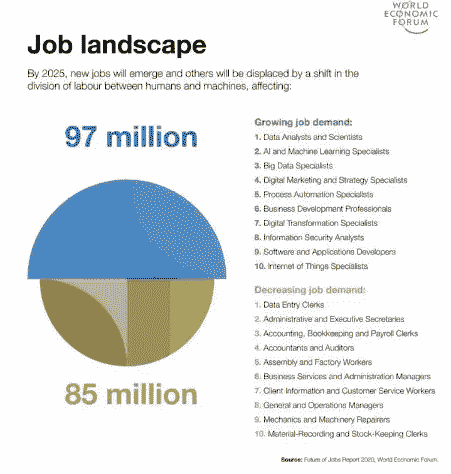 WORLD
ECONOMIC
FORUM
Job landscape
By 2025, new jobs will emerge and others will be displaced by a shift in the
division of labour between humans and machines, affecting:
97 million
85 million
Growing job demand:
1. Data Analysts and Scientists
2. AI and Machine Learning Specialists
3. Big Data Specialists
4. Digital Marketing and Strategy Specialists
5. Process Automation Specialists
6. Business Development Professionals
7. Digital Transformation Specialists
8. Information Security Analysts
9. Software and Applications Developers
10. Internet of Things Specialists
Decreasing job demand:
1. Data Entry Clerks
2. Administrative and Executive Secretaries
3. Accounting, Bookkeeping and Payroll Clerks
4. Accountants and Auditors
5. Assembly and Factory Workers
6. Business Services and Administration Managers
7. Client Information and Customer Service Workers
8. General and Operations Managers
9. Mechanics and Machinery Repairers
10. Material-Recording and Stock-Keeping Clerks
Source: Future of Jobs Report 2020, World Economic Forum.